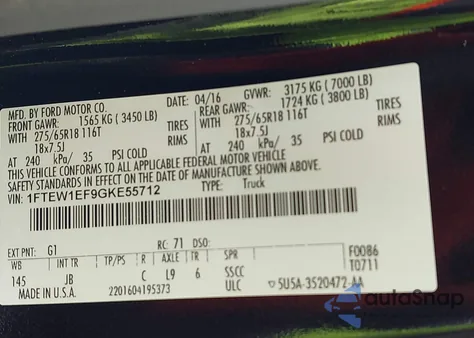 MFD. BY FORD MOTOR CO.
DATE: 04/16 GVWR: 3175 KG ( 7000 LB)
FRONT GAWR: 1565 KG ( 3450 LB) REAR GAWR: 1724 KG ( 3800 LB)
WITH 275/65R18 116T TIRES WITH 275/65R18 116T TIRES
18x7.5J RIMS 18x7.5J RIMS
AT 240 kPa/ 35 PSI COLD AT 240 kPa/ 35 PSI COLD
THIS VEHICLE CONFORMS TO ALL APPLICABLE FEDERAL MOTOR VEHICLE
SAFETY STANDARDS IN EFFECT ON THE DATE OF MANUFACTURE SHOWN ABOVE.
VIN: 1FTEW1EF9GKE55712 TYPE: Truck
EXT PNT: G1 RC: 71 DSO: F0086
WB INT TR TP/PS R AXLE TR SPR T0711
145 JB C L9 6 SSCC
MADE IN U.S.A. 2201604195373 ULC 5U5A-3520472-AA
autoSnap